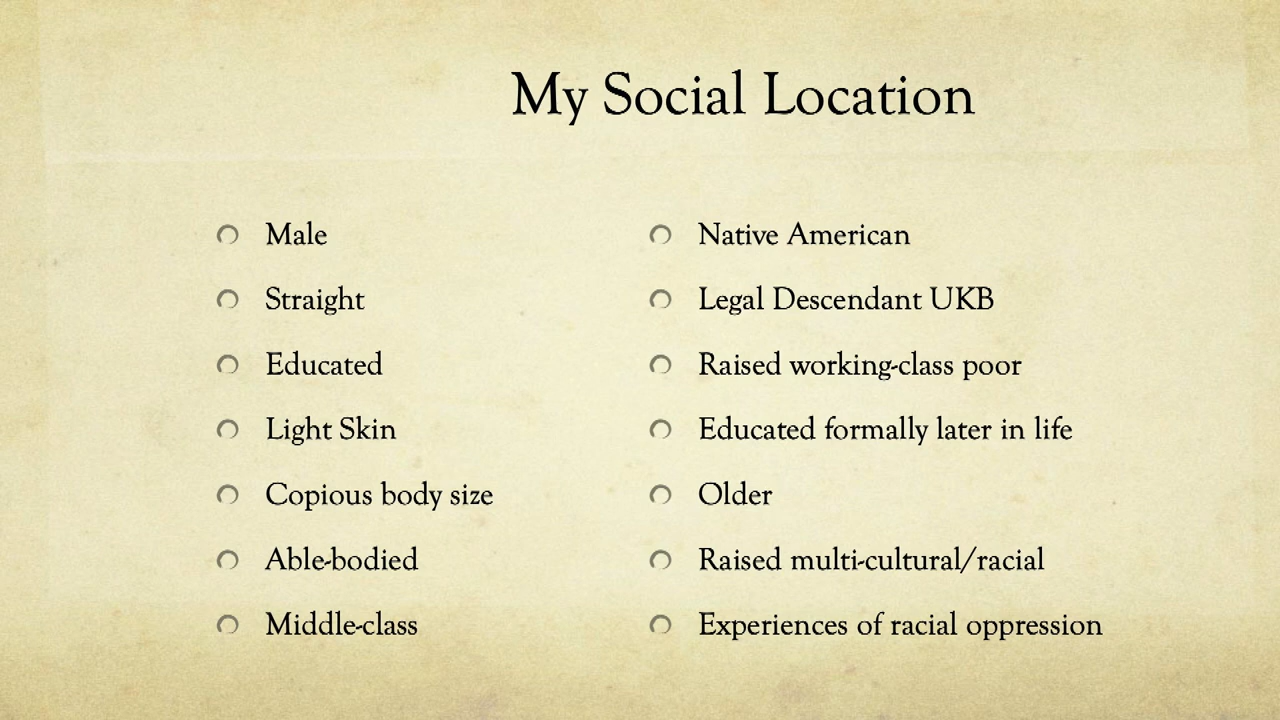 My Social Location
Male
Straight
Educated
Light Skin
Copious body size
Able-bodied
Middle-class
Native American
Legal Descendant UKB
Raised working-class poor
Educated formally later in life
Older
Raised multi-cultural/racial
Experiences of racial oppression